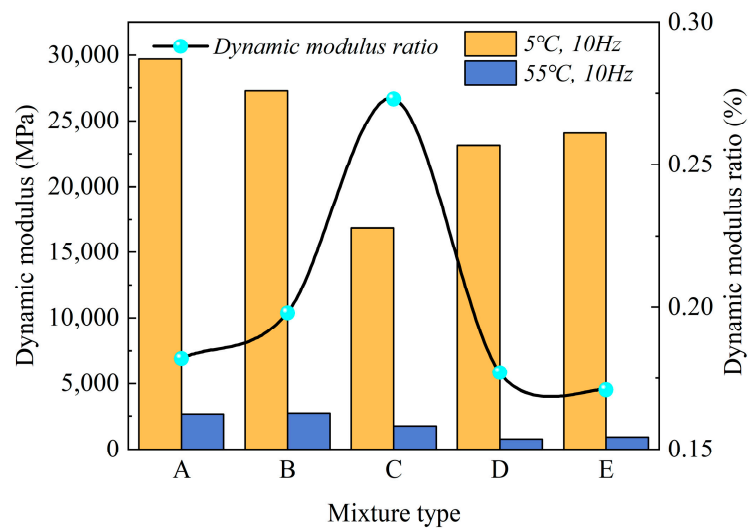 Dynamic modulus (MPa)
30,000
25,000
20,000
15,000
10,000
5,000
0
Dynamic modulus ratio
5°C, 10Hz
55°C, 10Hz
0.30
0.25
0.20
0.15
Dynamic modulus ratio (%)
A B C D E
Mixture type